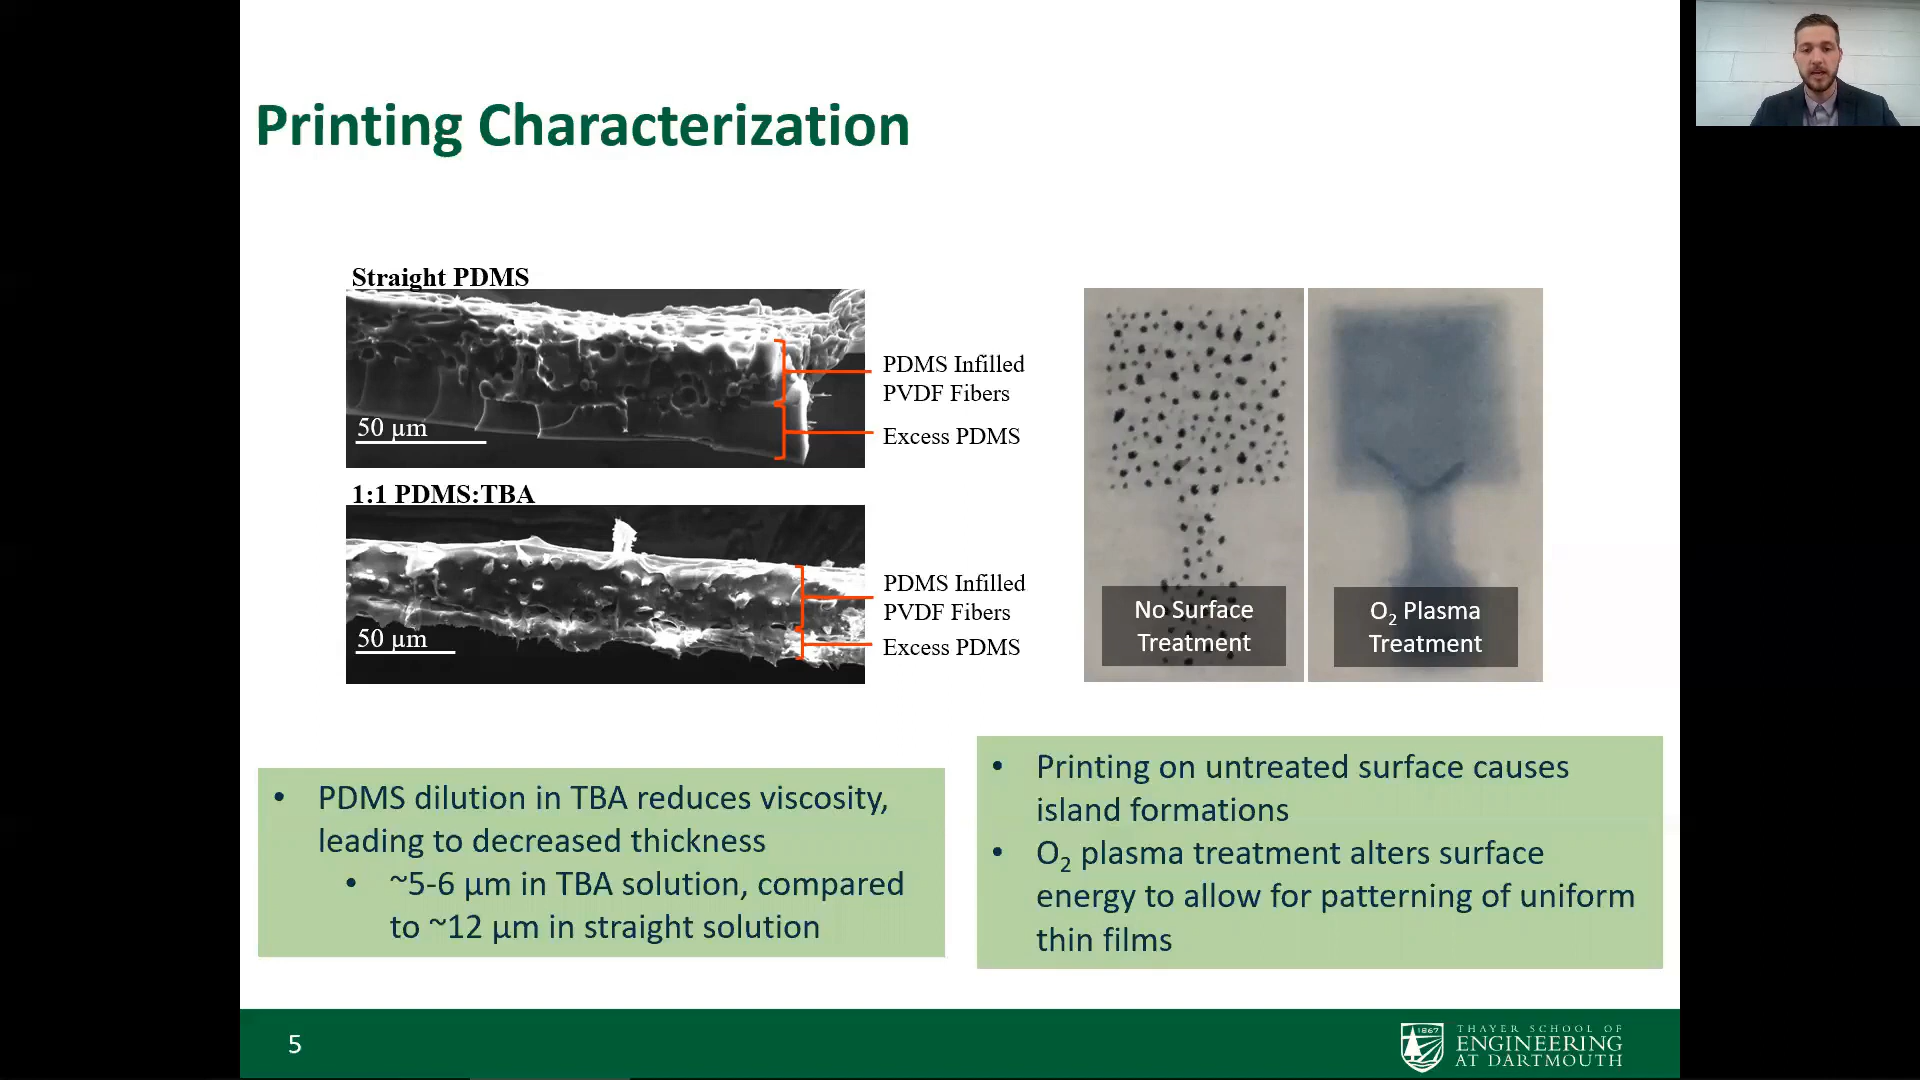 Printing Characterization
Straight PDMS
50 µm
PDMS Infilled
PVDF Fibers
Excess PDMS
1:1 PDMS:TBA
50 µm
PDMS Infilled
PVDF Fibers
Excess PDMS
No Surface
Treatment
O₂ Plasma
Treatment
• PDMS dilution in TBA reduces viscosity,
leading to decreased thickness
• ~5-6 µm in TBA solution, compared
to ~12 µm in straight solution
• Printing on untreated surface causes
island formations
• O₂ plasma treatment alters surface
energy to allow for patterning of uniform
thin films
5
1867
THAYER SCHOOL OF
ENGINEERING
AT DARTMOUTH